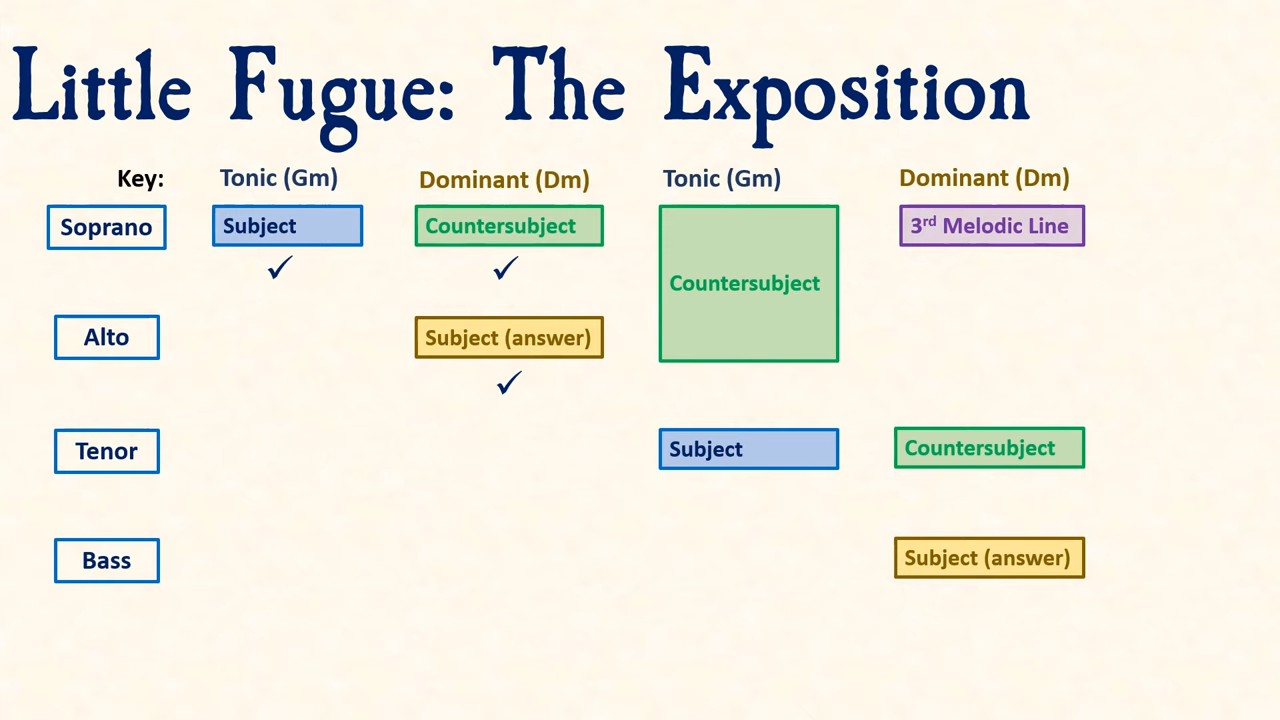 Little Fugue: The Exposition
Key: Tonic (Gm) Dominant (Dm) Tonic (Gm) Dominant (Dm)
Soprano Subject Countersubject Countersubject 3rd Melodic Line
✓ ✓
Alto Subject (answer)
✓
Tenor Subject Countersubject
Bass Subject (answer)